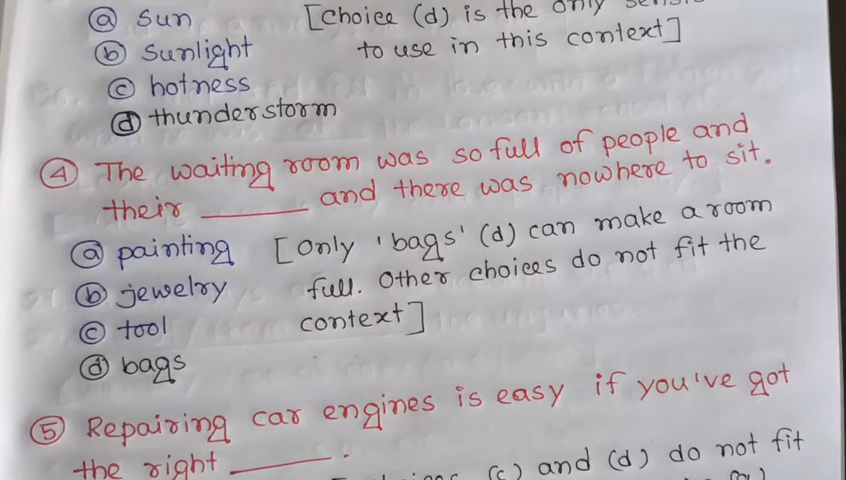 ⓐ sun [choice (d) is the only
ⓑ sunlight to use in this context]
ⓒ hotness
ⓓ thunderstorm
④ The waiting room was so full of people and
their ______ and there was nowhere to sit.
ⓐ painting [Only 'bags' (d) can make a room
ⓑ jewelry full. Other choices do not fit the
ⓒ tool context]
ⓓ bags
⑤ Repairing car engines is easy if you've got
the right ______.
(c) and (d) do not fit